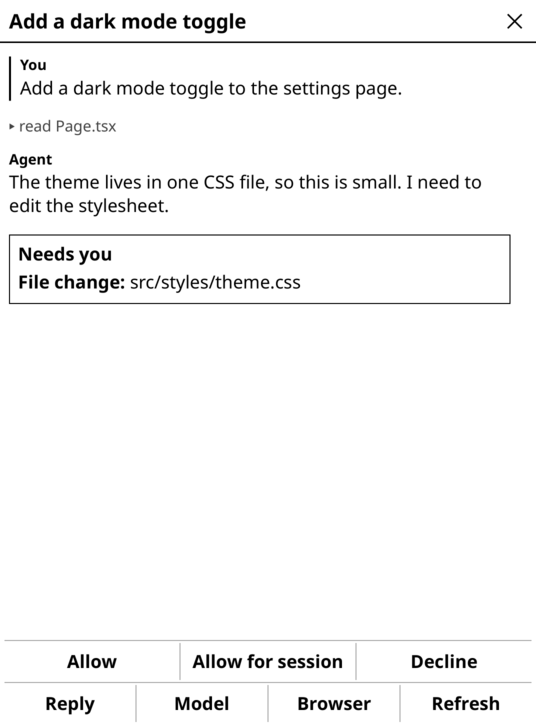 Add a dark mode toggle
You
Add a dark mode toggle to the settings page.
read Page.tsx
Agent
The theme lives in one CSS file, so this is small. I need to
edit the stylesheet.
Needs you
File change: src/styles/theme.css
Allow
Allow for session
Decline
Reply
Model
Browser
Refresh